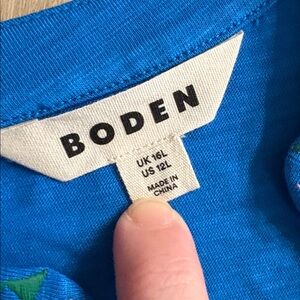 BODEN
UK 16L
US 12L
MADE IN
CHINA